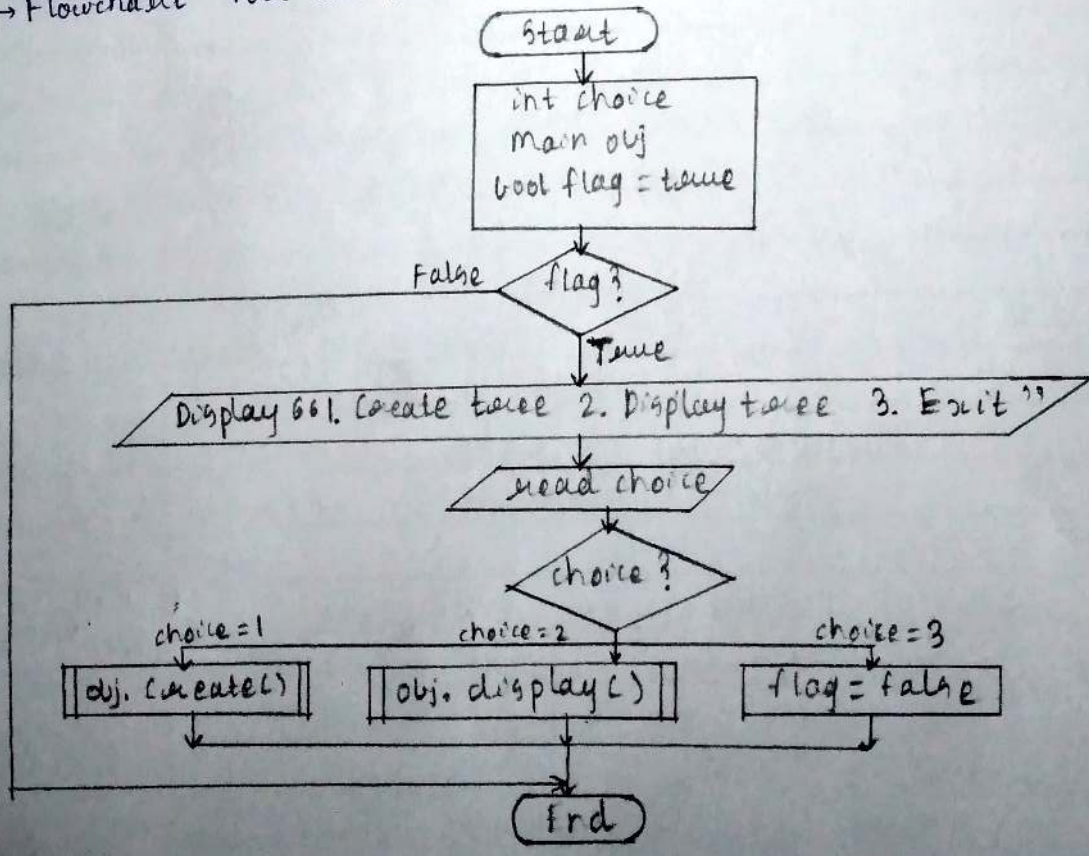 → Flowchart
Start
int choice
Main obj
bool flag = true
flag?
False
True
Display "1. Create tree 2. Display tree 3. Exit"
read choice
choice?
choice=1 choice=2 choice=3
obj. Create() obj. display() flag = false
End